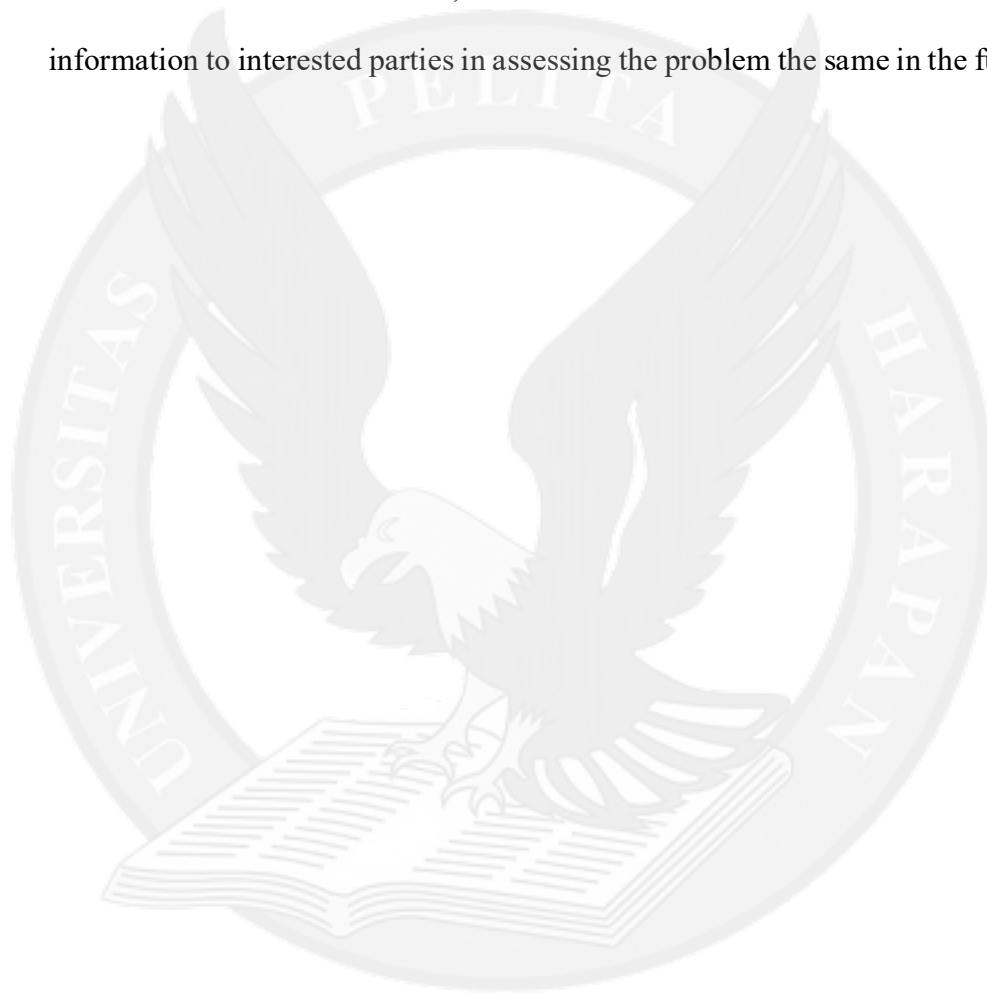 information to interested parties in assessing the problem the same in the
PELITA
UNIVERSITAS
HARAPAN